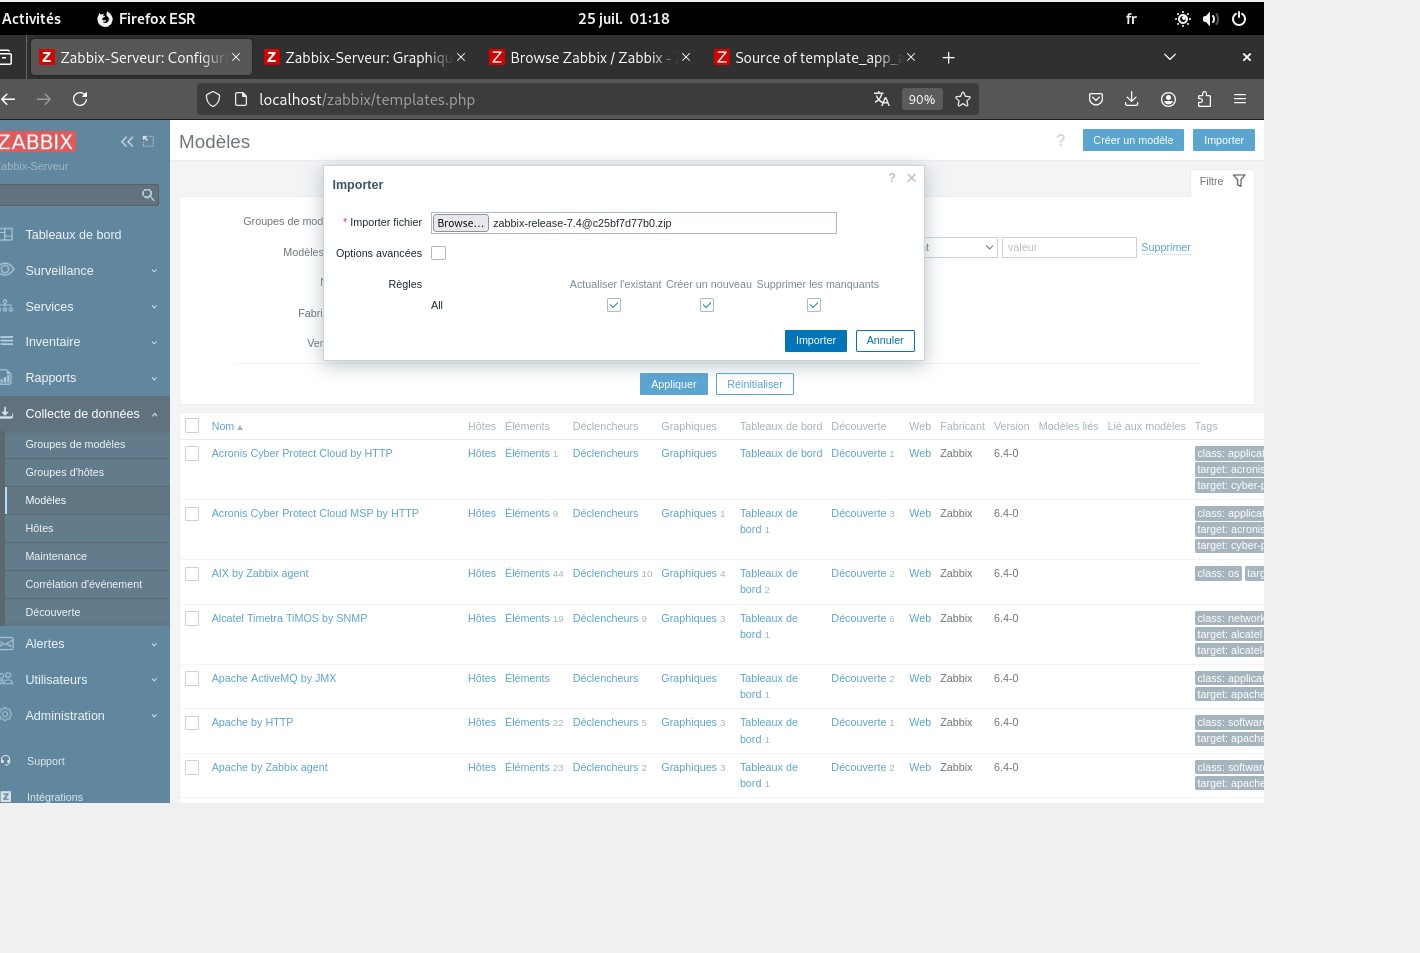 Activités
Firefox ESR
25 juil. 01:18
fr
Zabbix-Serveur: Configur
Zabbix-Serveur: Graphiqu
Browse Zabbix / Zabbix -
Source of template_app_
localhost/zabbix/templates.php
90%
ZABBIX
Zabbix-Serveur
Modèles
?
Créer un modèle
Importer
Filtre
Importer
?
Groupes de mod
* Importer fichier
Browse...
zabbix-release-7.4@c25bf7d77b0.zip
Modèles
Options avancées
valeur
Supprimer
Règles
Actualiser l'existant
Créer un nouveau
Supprimer les manquants
Fabri
All
Ver
Importer
Annuler
Appliquer
Réinitialiser
Tableaux de bord
Surveillance
Services
Inventaire
Rapports
Collecte de données
Groupes de modèles
Groupes d'hôtes
Modèles
Hôtes
Maintenance
Corrélation d'événement
Découverte
Alertes
Utilisateurs
Administration
Support
Intégrations
Nom Hôtes Éléments Déclencheurs Graphiques Tableaux de bord Découverte Web Fabricant Version Modèles liés Lié aux modèles Tags
Acronis Cyber Protect Cloud by HTTP Hôtes Éléments 1 Déclencheurs Graphiques Tableaux de bord Découverte 1 Web Zabbix 6.4-0 class: applicat
target: acronis
target: cyber-p
Acronis Cyber Protect Cloud MSP by HTTP Hôtes Éléments 9 Déclencheurs Graphiques 1 Tableaux de Découverte 3 Web Zabbix 6.4-0 class: applicat
bord 1 target: acronis
target: cyber-p
AIX by Zabbix agent Hôtes Éléments 44 Déclencheurs 10 Graphiques 4 Tableaux de Découverte 2 Web Zabbix 6.4-0 class: os targ
bord 2
Alcatel Timetra TiMOS by SNMP Hôtes Éléments 19 Déclencheurs 9 Graphiques 3 Tableaux de Découverte 6 Web Zabbix 6.4-0 class: network
bord 1 target: alcatel
target: alcatel-
Apache ActiveMQ by JMX Hôtes Éléments Déclencheurs Graphiques Tableaux de Découverte 2 Web Zabbix 6.4-0 class: applicat
bord 1 target: apache
Apache by HTTP Hôtes Éléments 22 Déclencheurs 5 Graphiques 3 Tableaux de Découverte 1 Web Zabbix 6.4-0 class: software
bord 1 target: apache
Apache by Zabbix agent Hôtes Éléments 23 Déclencheurs 2 Graphiques 3 Tableaux de Découverte 2 Web Zabbix 6.4-0 class: software
bord 1 target: apache